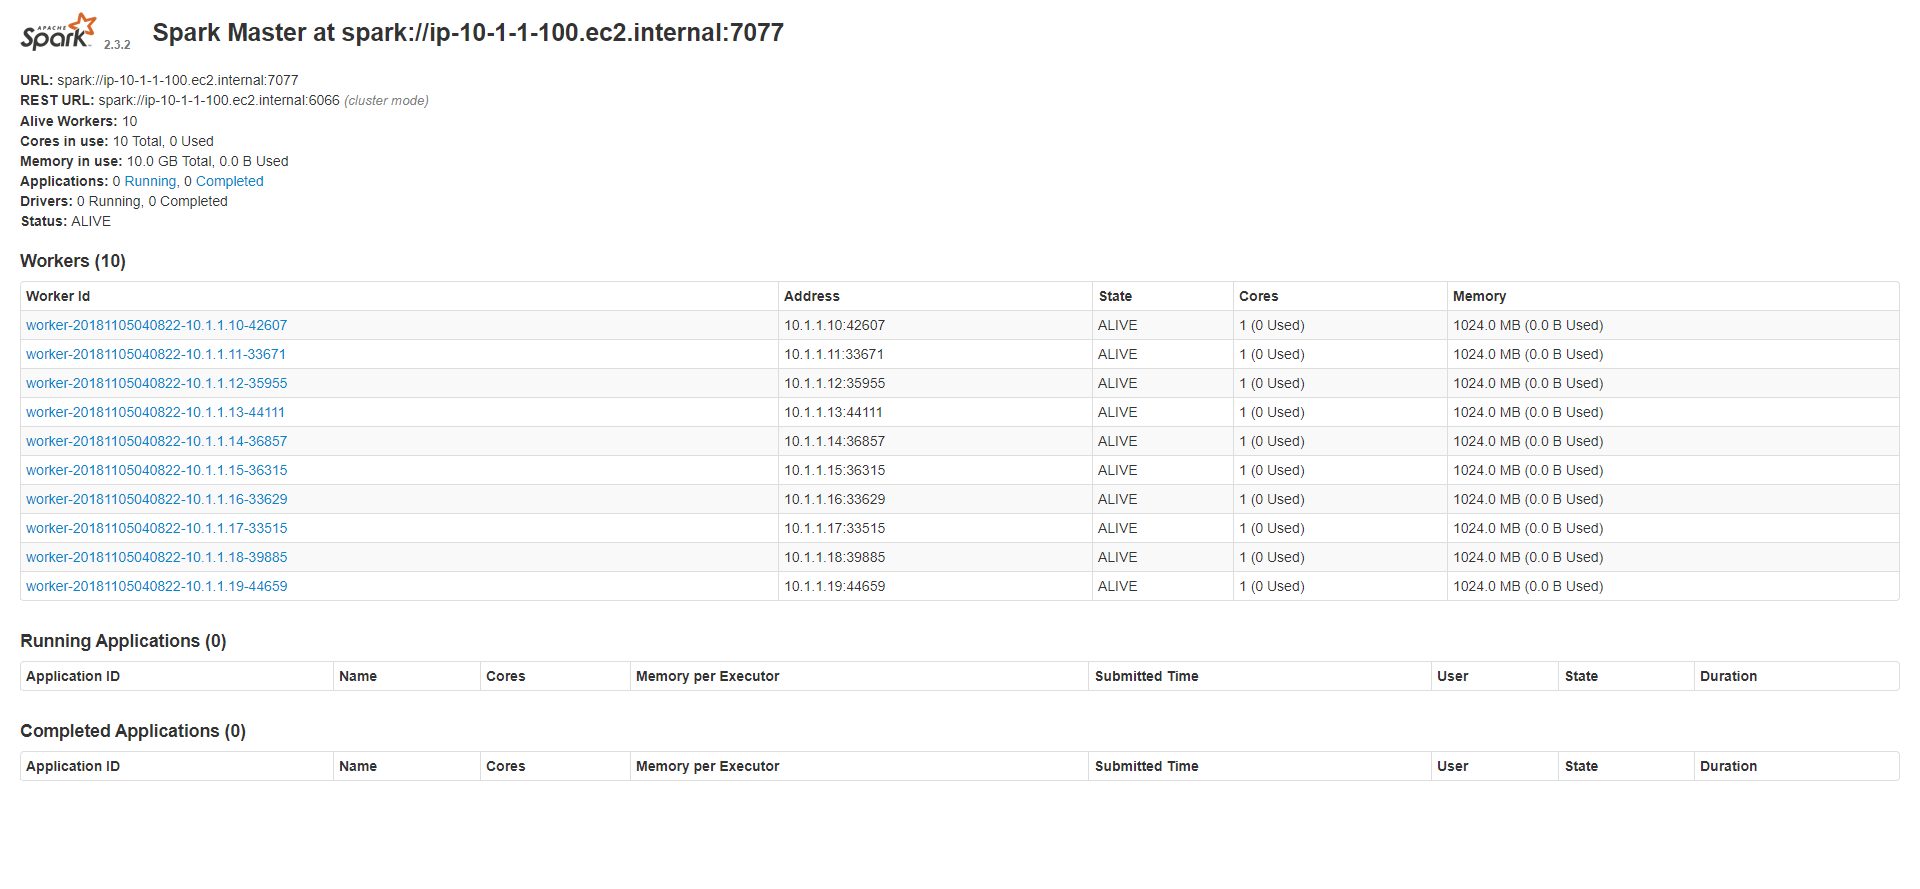 APACHE Spark™ 2.3.2 Spark Master at spark://ip-10-1-1-100.ec2.internal:7077
URL: spark://ip-10-1-1-100.ec2.internal:7077
REST URL: spark://ip-10-1-1-100.ec2.internal:6066 (cluster mode)
Alive Workers: 10
Cores in use: 10 Total, 0 Used
Memory in use: 10.0 GB Total, 0.0 B Used
Applications: 0 Running, 0 Completed
Drivers: 0 Running, 0 Completed
Status: ALIVE
Workers (10)
Worker Id Address State Cores Memory
worker-20181105040822-10.1.1.10-42607 10.1.1.10:42607 ALIVE 1 (0 Used) 1024.0 MB (0.0 B Used)
worker-20181105040822-10.1.1.11-33671 10.1.1.11:33671 ALIVE 1 (0 Used) 1024.0 MB (0.0 B Used)
worker-20181105040822-10.1.1.12-35955 10.1.1.12:35955 ALIVE 1 (0 Used) 1024.0 MB (0.0 B Used)
worker-20181105040822-10.1.1.13-44111 10.1.1.13:44111 ALIVE 1 (0 Used) 1024.0 MB (0.0 B Used)
worker-20181105040822-10.1.1.14-36857 10.1.1.14:36857 ALIVE 1 (0 Used) 1024.0 MB (0.0 B Used)
worker-20181105040822-10.1.1.15-36315 10.1.1.15:36315 ALIVE 1 (0 Used) 1024.0 MB (0.0 B Used)
worker-20181105040822-10.1.1.16-33629 10.1.1.16:33629 ALIVE 1 (0 Used) 1024.0 MB (0.0 B Used)
worker-20181105040822-10.1.1.17-33515 10.1.1.17:33515 ALIVE 1 (0 Used) 1024.0 MB (0.0 B Used)
worker-20181105040822-10.1.1.18-39885 10.1.1.18:39885 ALIVE 1 (0 Used) 1024.0 MB (0.0 B Used)
worker-20181105040822-10.1.1.19-44659 10.1.1.19:44659 ALIVE 1 (0 Used) 1024.0 MB (0.0 B Used)
Running Applications (0)
Application ID Name Cores Memory per Executor Submitted Time User State Duration
Completed Applications (0)
Application ID Name Cores Memory per Executor Submitted Time User State Duration